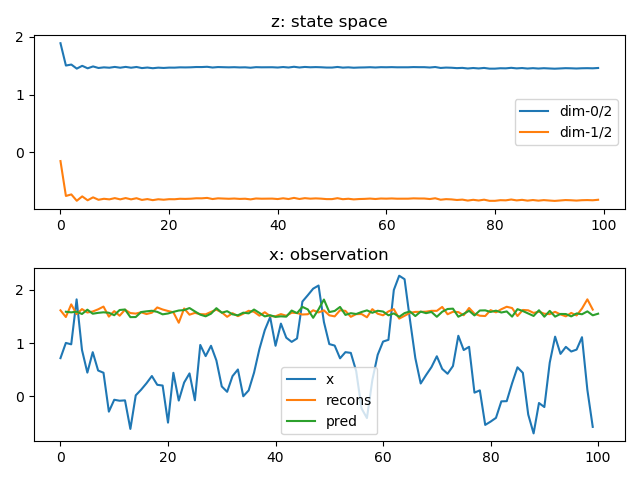 z: state space
2
1
0
dim-0/2
dim-1/2
0 20 40 60 80 100
x: observation
2
1
0
x
recons
pred
0 20 40 60 80 100